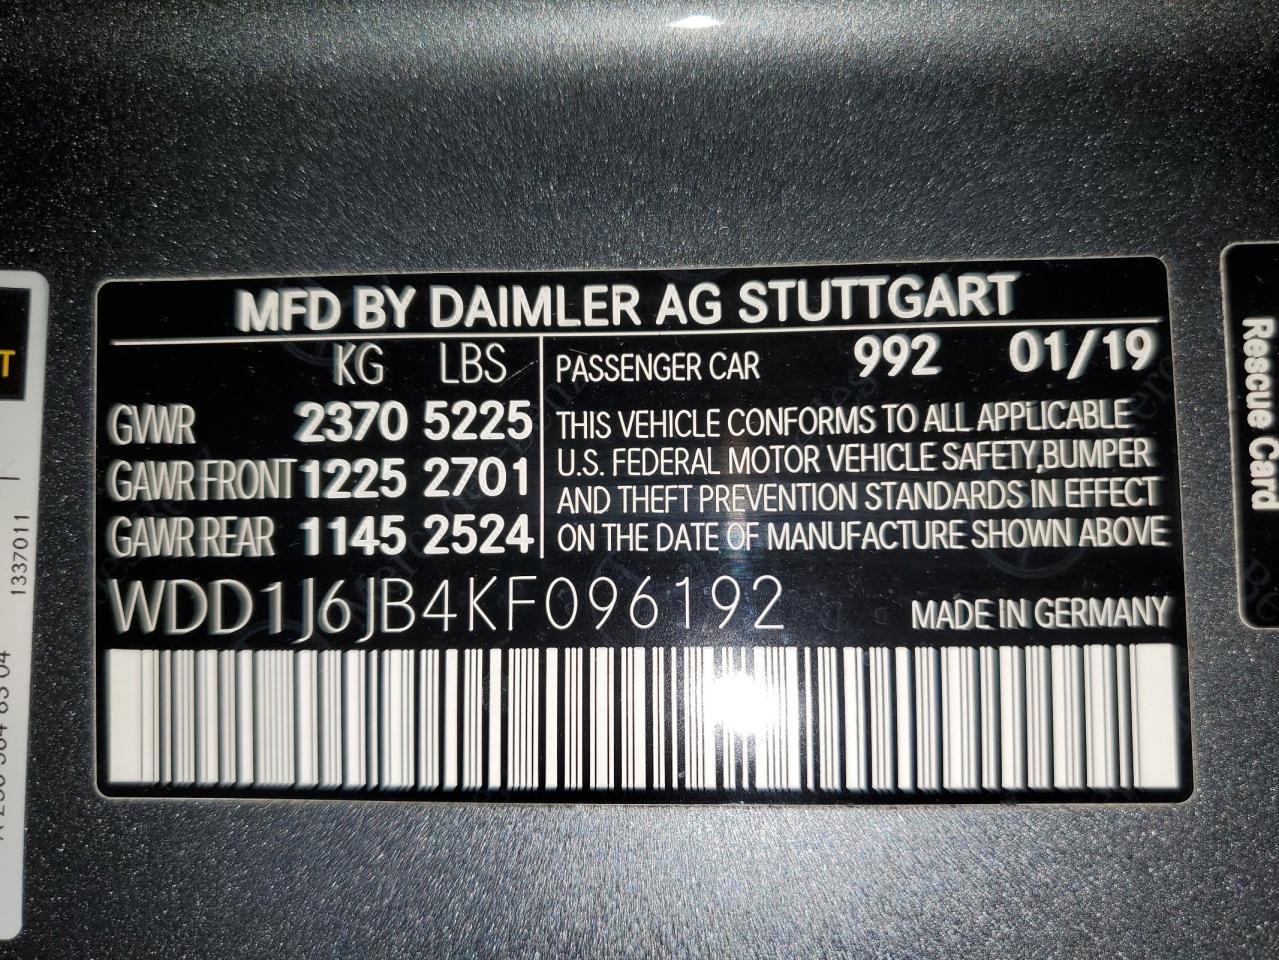 MFD BY DAIMLER AG STUTTGART
KG LBS
GVWR 2370 5225
GAWR FRONT 1225 2701
GAWR REAR 1145 2524
PASSENGER CAR 992 01/19
THIS VEHICLE CONFORMS TO ALL APPLICABLE
U.S. FEDERAL MOTOR VEHICLE SAFETY,BUMPER
AND THEFT PREVENTION STANDARDS IN EFFECT
ON THE DATE OF MANUFACTURE SHOWN ABOVE
WDD1J6JB4KF096192
MADE IN GERMANY
Rescue Card
1337011
T